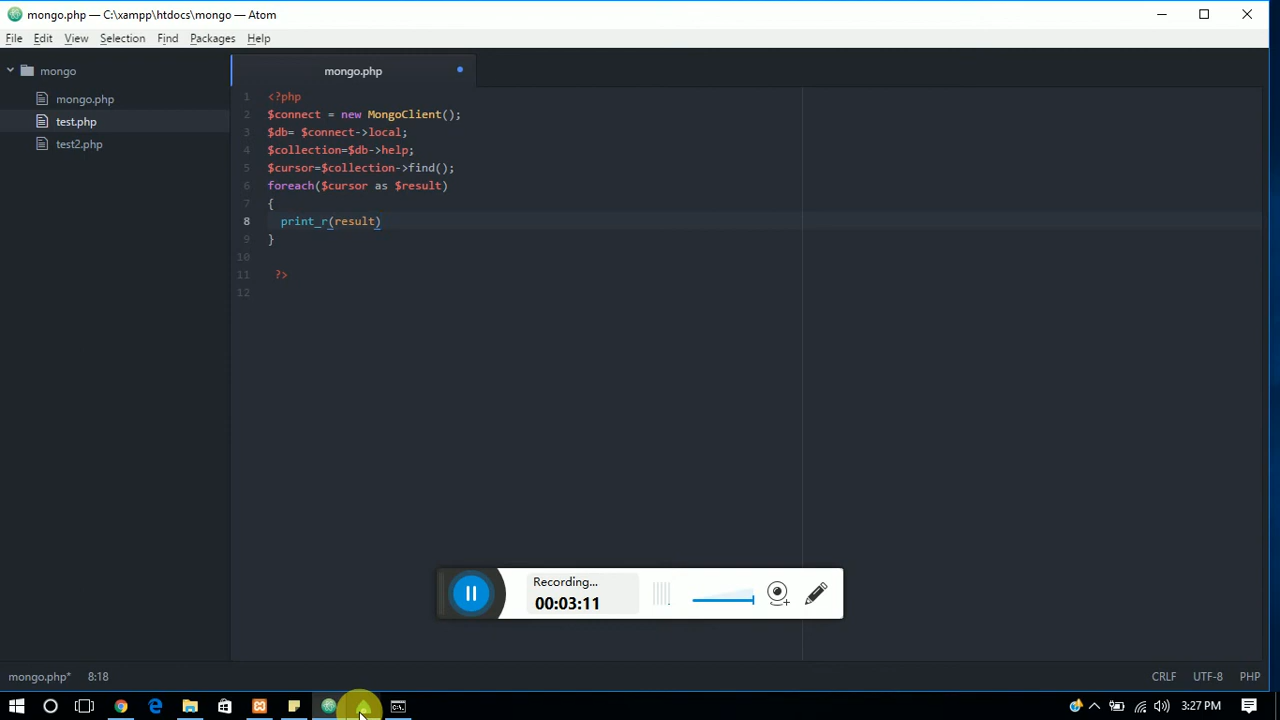 mongo.php — C:\xampp\htdocs\mongo — Atom
File Edit View Selection Find Packages Help
mongo
mongo.php
test.php
test2.php
mongo.php
1 <?php
2 $connect = new MongoClient();
3 $db= $connect->local;
4 $collection=$db->help;
5 $cursor=$collection->find();
6 foreach($cursor as $result)
7 {
8 print_r(result)
9 }
10
11 ?>
12
Recording...
00:03:11
mongo.php* 8:18 CRLF UTF-8 PHP
3:27 PM